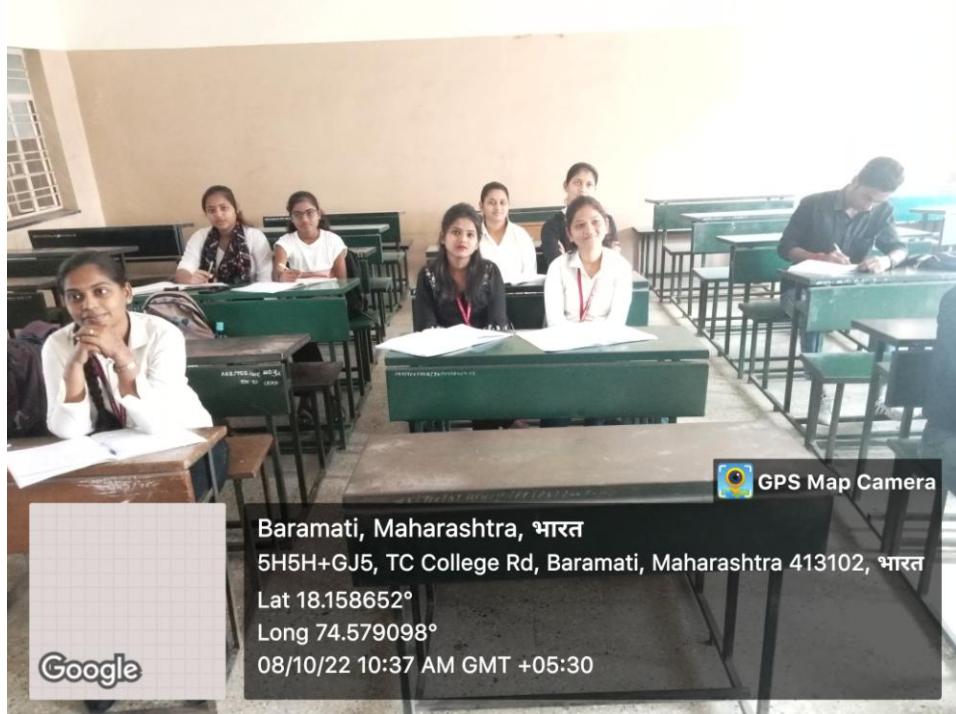 GPS Map Camera
Baramati, Maharashtra, भारत
5H5H+GJ5, TC College Rd, Baramati, Maharashtra 413102, भारत
Lat 18.158652°
Long 74.579098°
08/10/22 10:37 AM GMT +05:30
Google